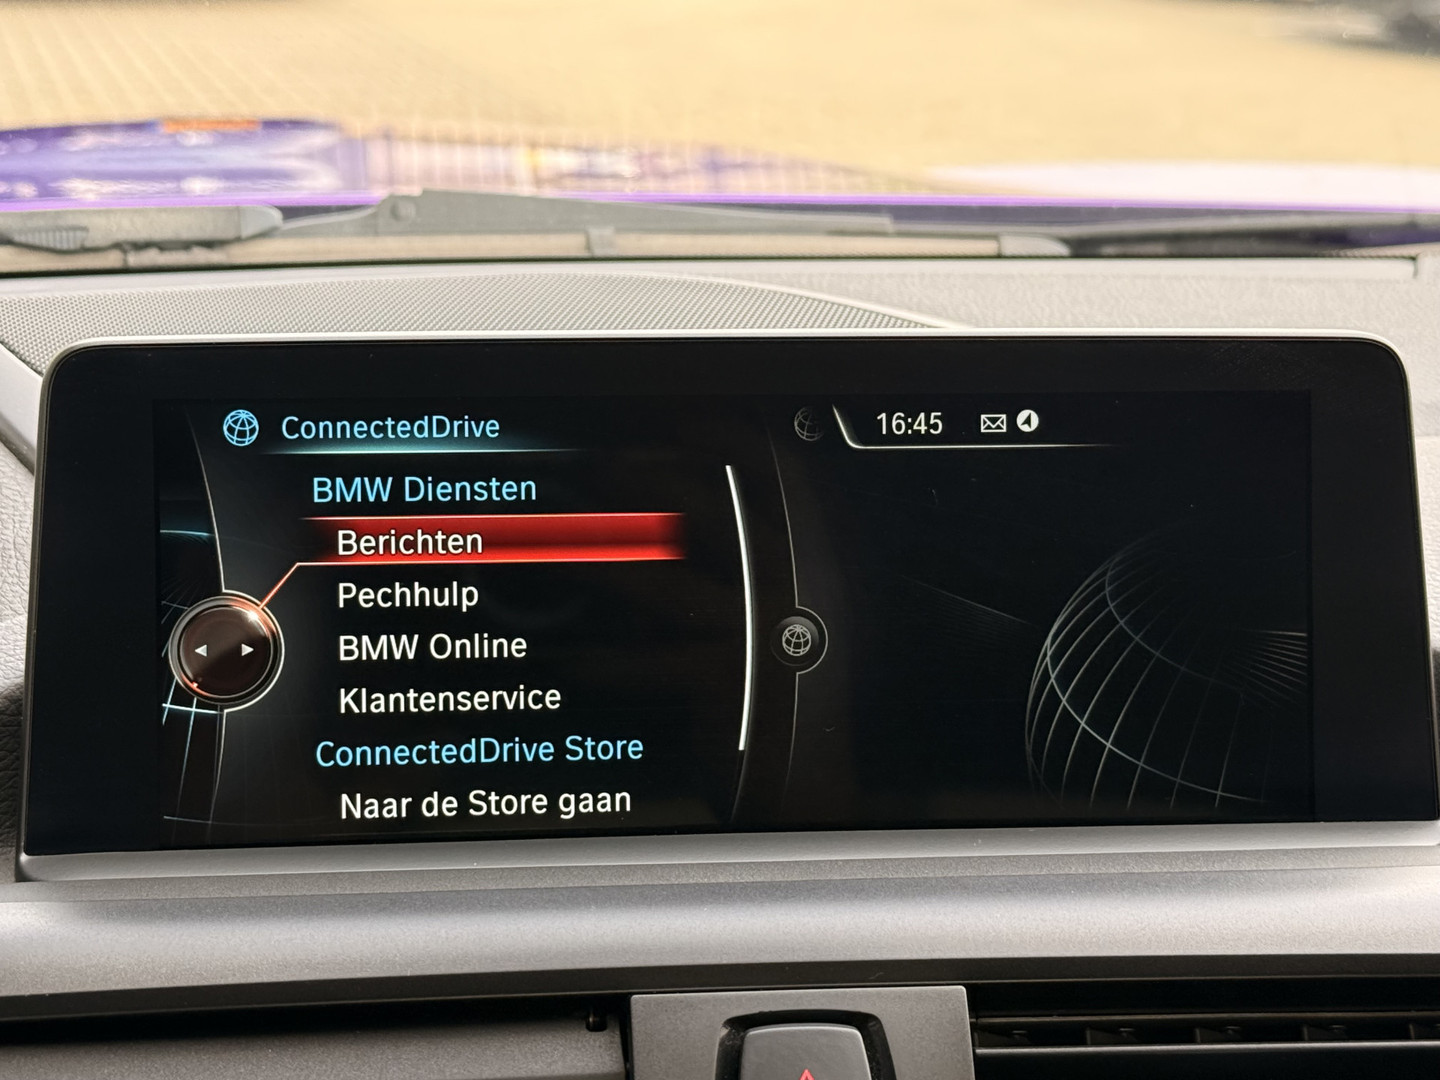 ConnectedDrive
16:45
BMW Diensten
Berichten
Pechhulp
BMW Online
Klantenservice
ConnectedDrive Store
Naar de Store gaan